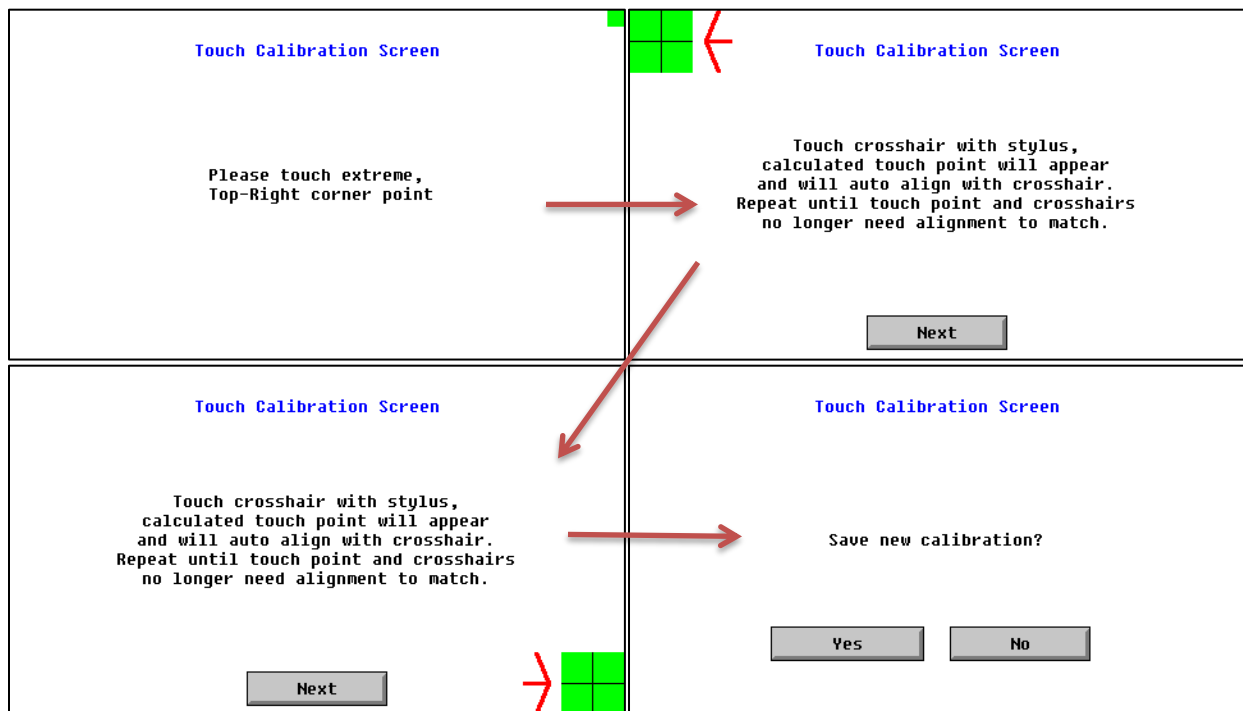 Touch Calibration Screen
Please touch extreme,
Top-Right corner point
Touch Calibration Screen
Touch crosshair with stylus,
calculated touch point will appear
and will auto align with crosshair.
Repeat until touch point and crosshairs
no longer need alignment to match.
Next
Touch Calibration Screen
Touch crosshair with stylus,
calculated touch point will appear
and will auto align with crosshair.
Repeat until touch point and crosshairs
no longer need alignment to match.
Next
Touch Calibration Screen
Save new calibration?
Yes
No